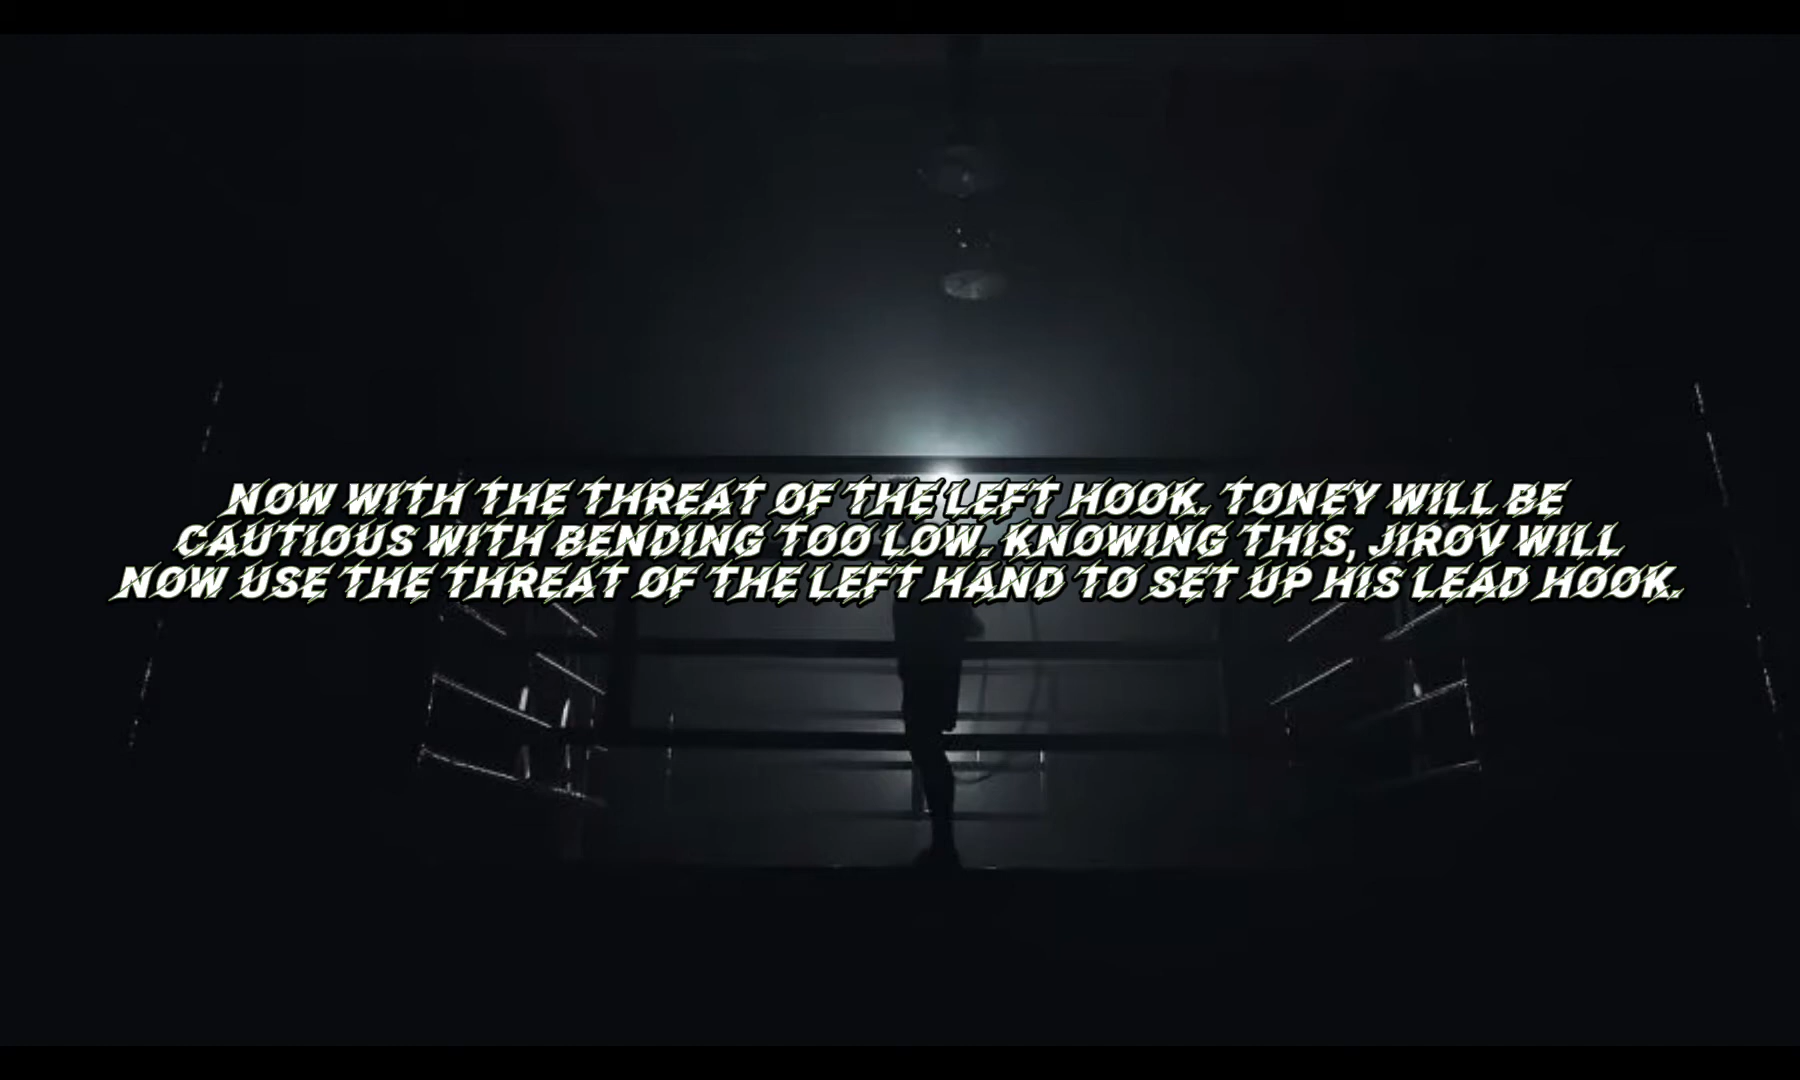 NOW WITH THE THREAT OF THE LEFT HOOK. TONEY WILL BE
CAUTIOUS WITH BENDING TOO LOW. KNOWING THIS, JIROV WILL
NOW USE THE THREAT OF THE LEFT HAND TO SET UP HIS LEAD HOOK.